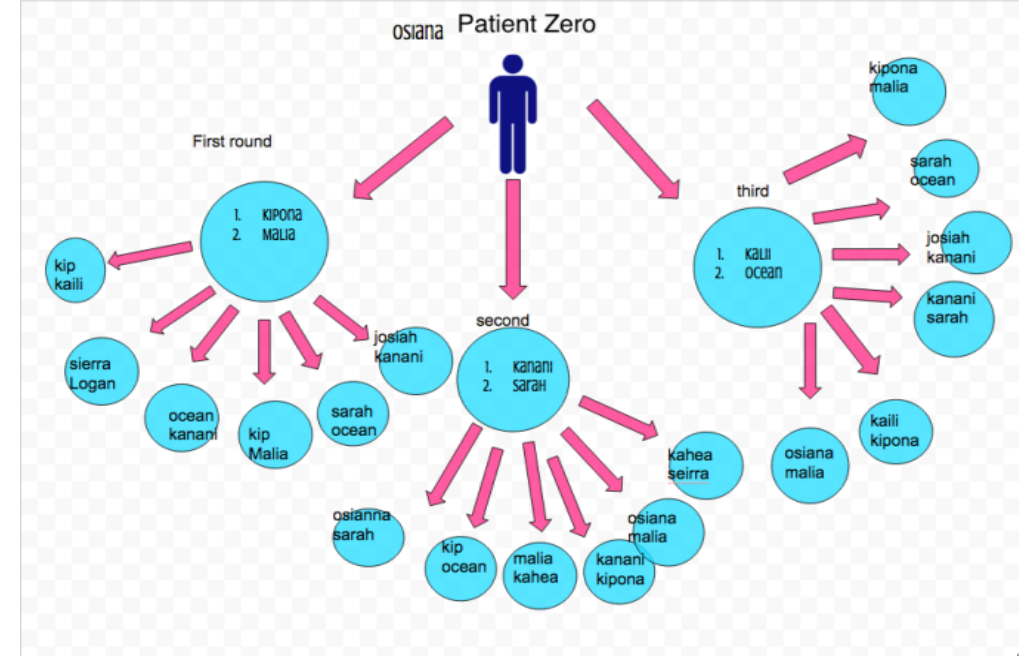 osiana Patient Zero
First round
1. Kipona
2. Malia
kip
kaili
sierra
Logan
ocean
kanani
kip
Malia
sarah
ocean
josiah
kanani
second
1. Kanani
2. Sarah
osianna
sarah
kip
ocean
malia
kahea
kanani
kipona
osiana
malia
kahea
seirra
third
1. Kaili
2. Ocean
kipona
malia
sarah
ocean
josiah
kanani
kanani
sarah
kaili
kipona
osiana
malia